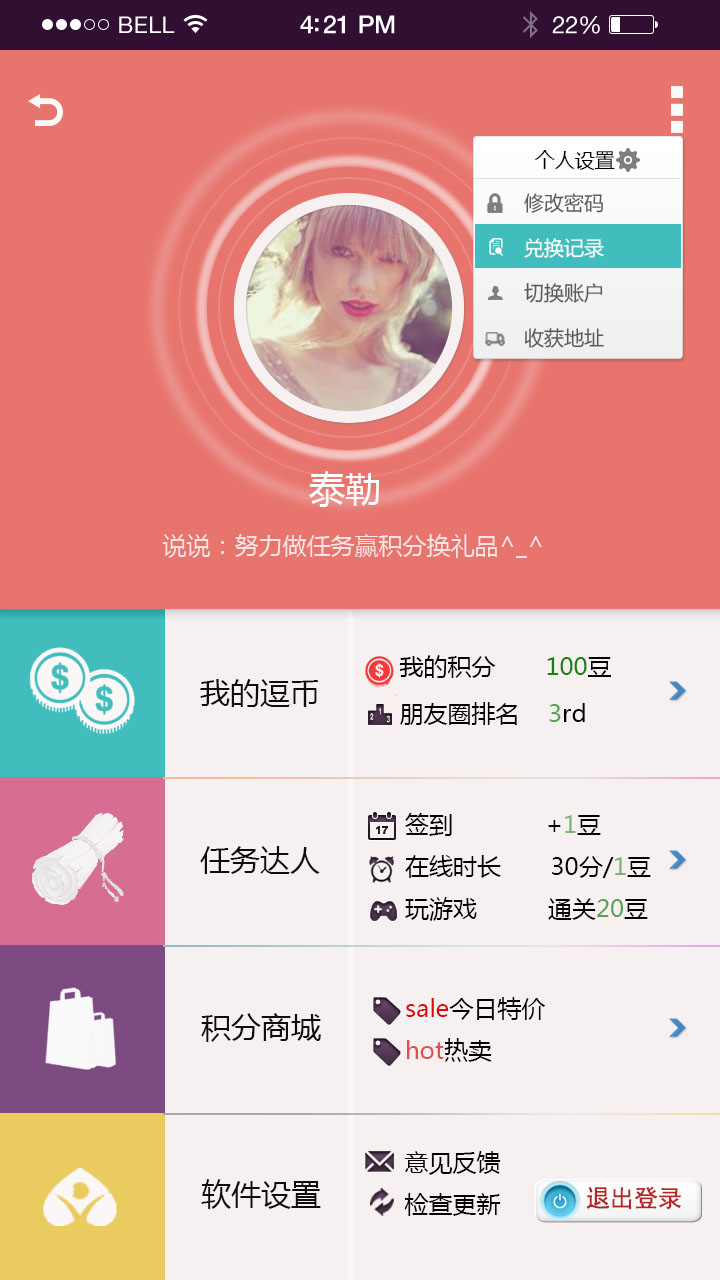 BELL 4:21 PM 22%
个人设置
修改密码
兑换记录
切换账户
收获地址
泰勒
说说：努力做任务赢积分换礼品^_^
我的逗币
我的积分 100豆
朋友圈排名 3rd
任务达人
17 签到 +1豆
在线时长 30分/1豆
玩游戏 通关20豆
积分商城
sale今日特价
hot热卖
软件设置
意见反馈
检查更新
退出登录